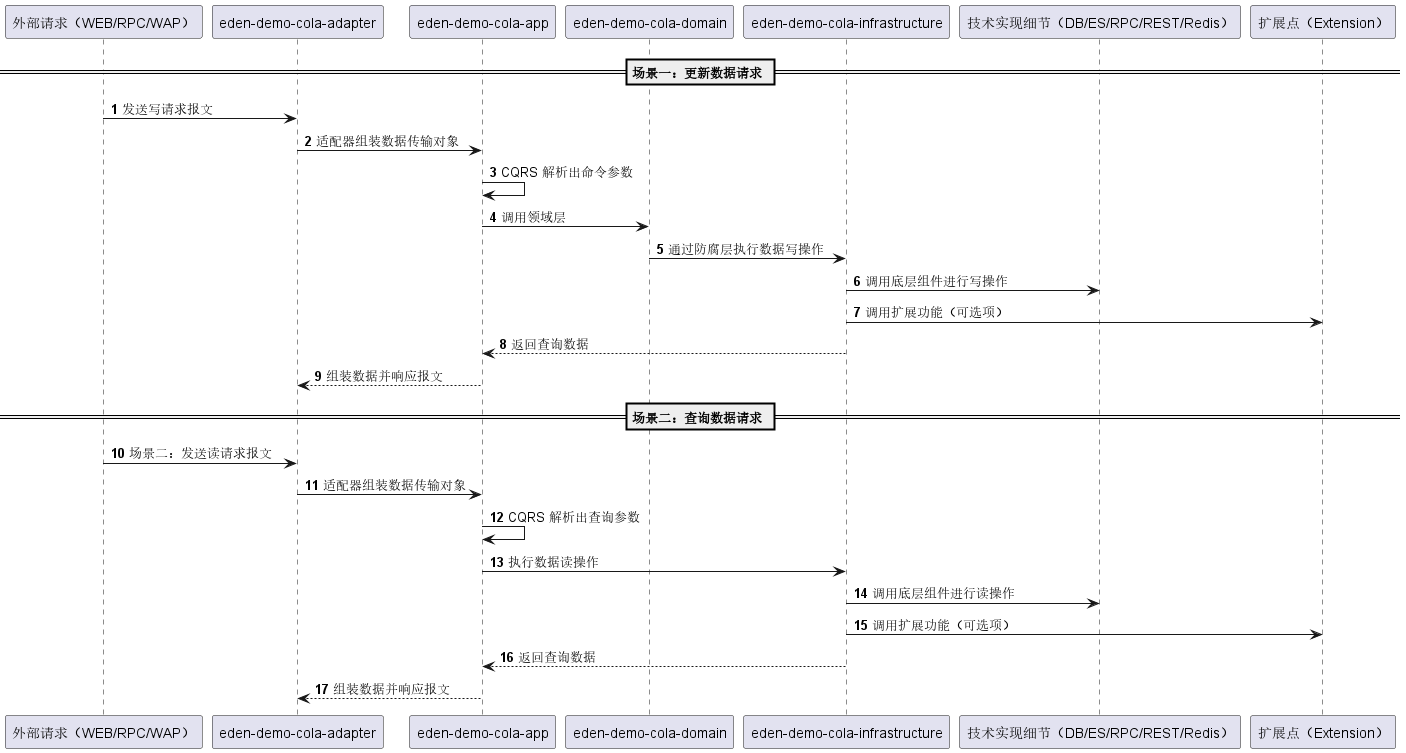 外部请求（WEB/RPC/WAP）
eden-demo-cola-adapter
eden-demo-cola-app
eden-demo-cola-domain
eden-demo-cola-infrastructure
技术实现细节（DB/ES/RPC/REST/Redis）
扩展点（Extension）
场景一：更新数据请求
1 发送写请求报文
2 适配器组装数据传输对象
3 CQRS 解析出命令参数
4 调用领域层
5 通过防腐层执行数据写操作
6 调用底层组件进行写操作
7 调用扩展功能（可选项）
8 返回查询数据
9 组装数据并响应报文
场景二：查询数据请求
10 场景二：发送读请求报文
11 适配器组装数据传输对象
12 CQRS 解析出查询参数
13 执行数据读操作
14 调用底层组件进行读操作
15 调用扩展功能（可选项）
16 返回查询数据
17 组装数据并响应报文
外部请求（WEB/RPC/WAP）
eden-demo-cola-adapter
eden-demo-cola-app
eden-demo-cola-domain
eden-demo-cola-infrastructure
技术实现细节（DB/ES/RPC/REST/Redis）
扩展点（Extension）